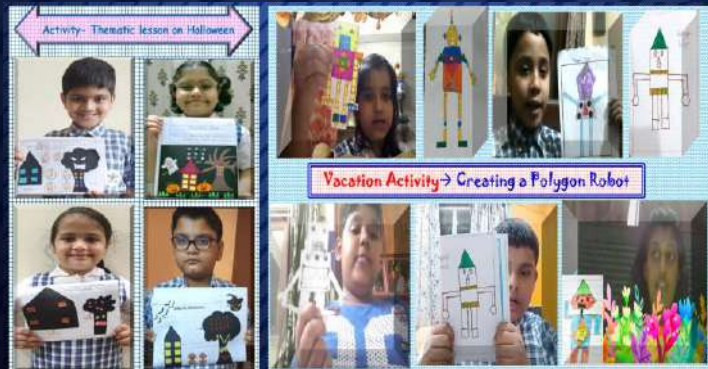 Activity- Thematic lesson on Halloween
Vacation Activity→ Creating a Polygon Robot